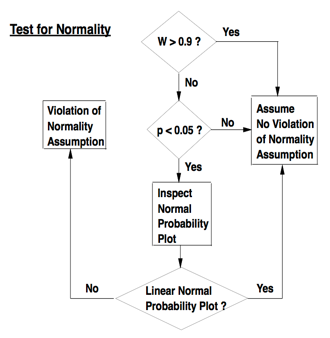 Test for Normality
W > 0.9 ?
Yes
No
Violation of
Normality
Assumption
p < 0.05 ?
No
Assume
No Violation
of Normality
Assumption
Yes
Inspect
Normal
Probability
Plot
No
Linear Normal
Probability Plot ?
Yes